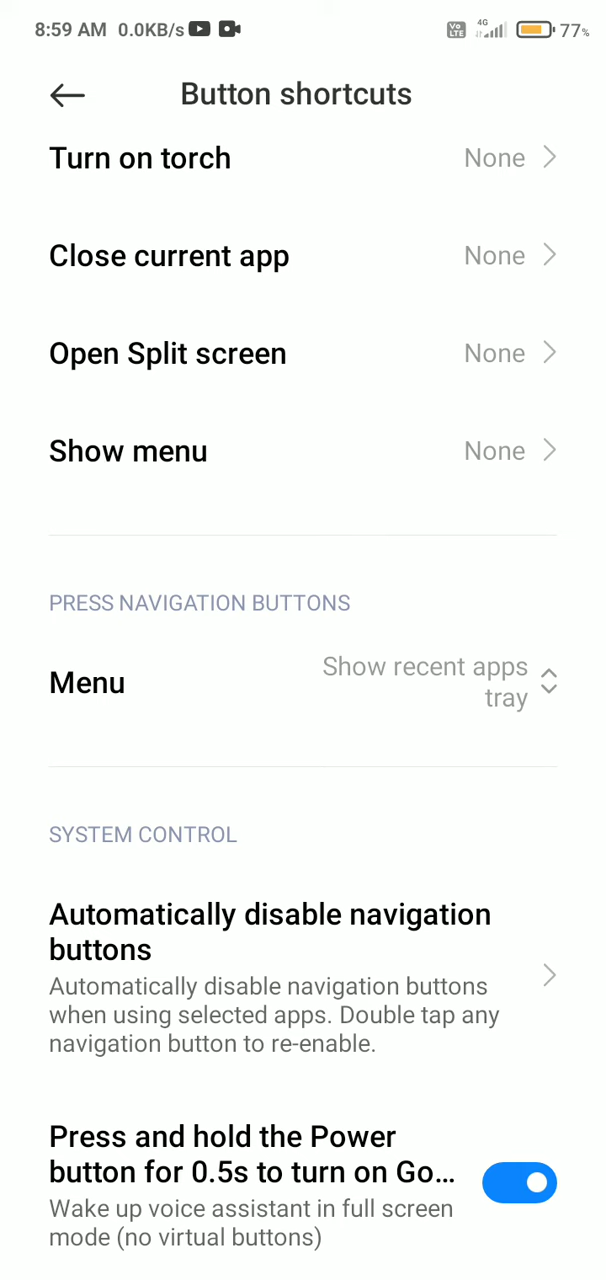 8:59 AM 0.0KB/s Vo LTE 4G 77%
Button shortcuts
Turn on torch None
Close current app None
Open Split screen None
Show menu None
PRESS NAVIGATION BUTTONS
Menu Show recent apps tray
SYSTEM CONTROL
Automatically disable navigation
buttons
Automatically disable navigation buttons
when using selected apps. Double tap any
navigation button to re-enable.
Press and hold the Power
button for 0.5s to turn on Go...
Wake up voice assistant in full screen
mode (no virtual buttons)